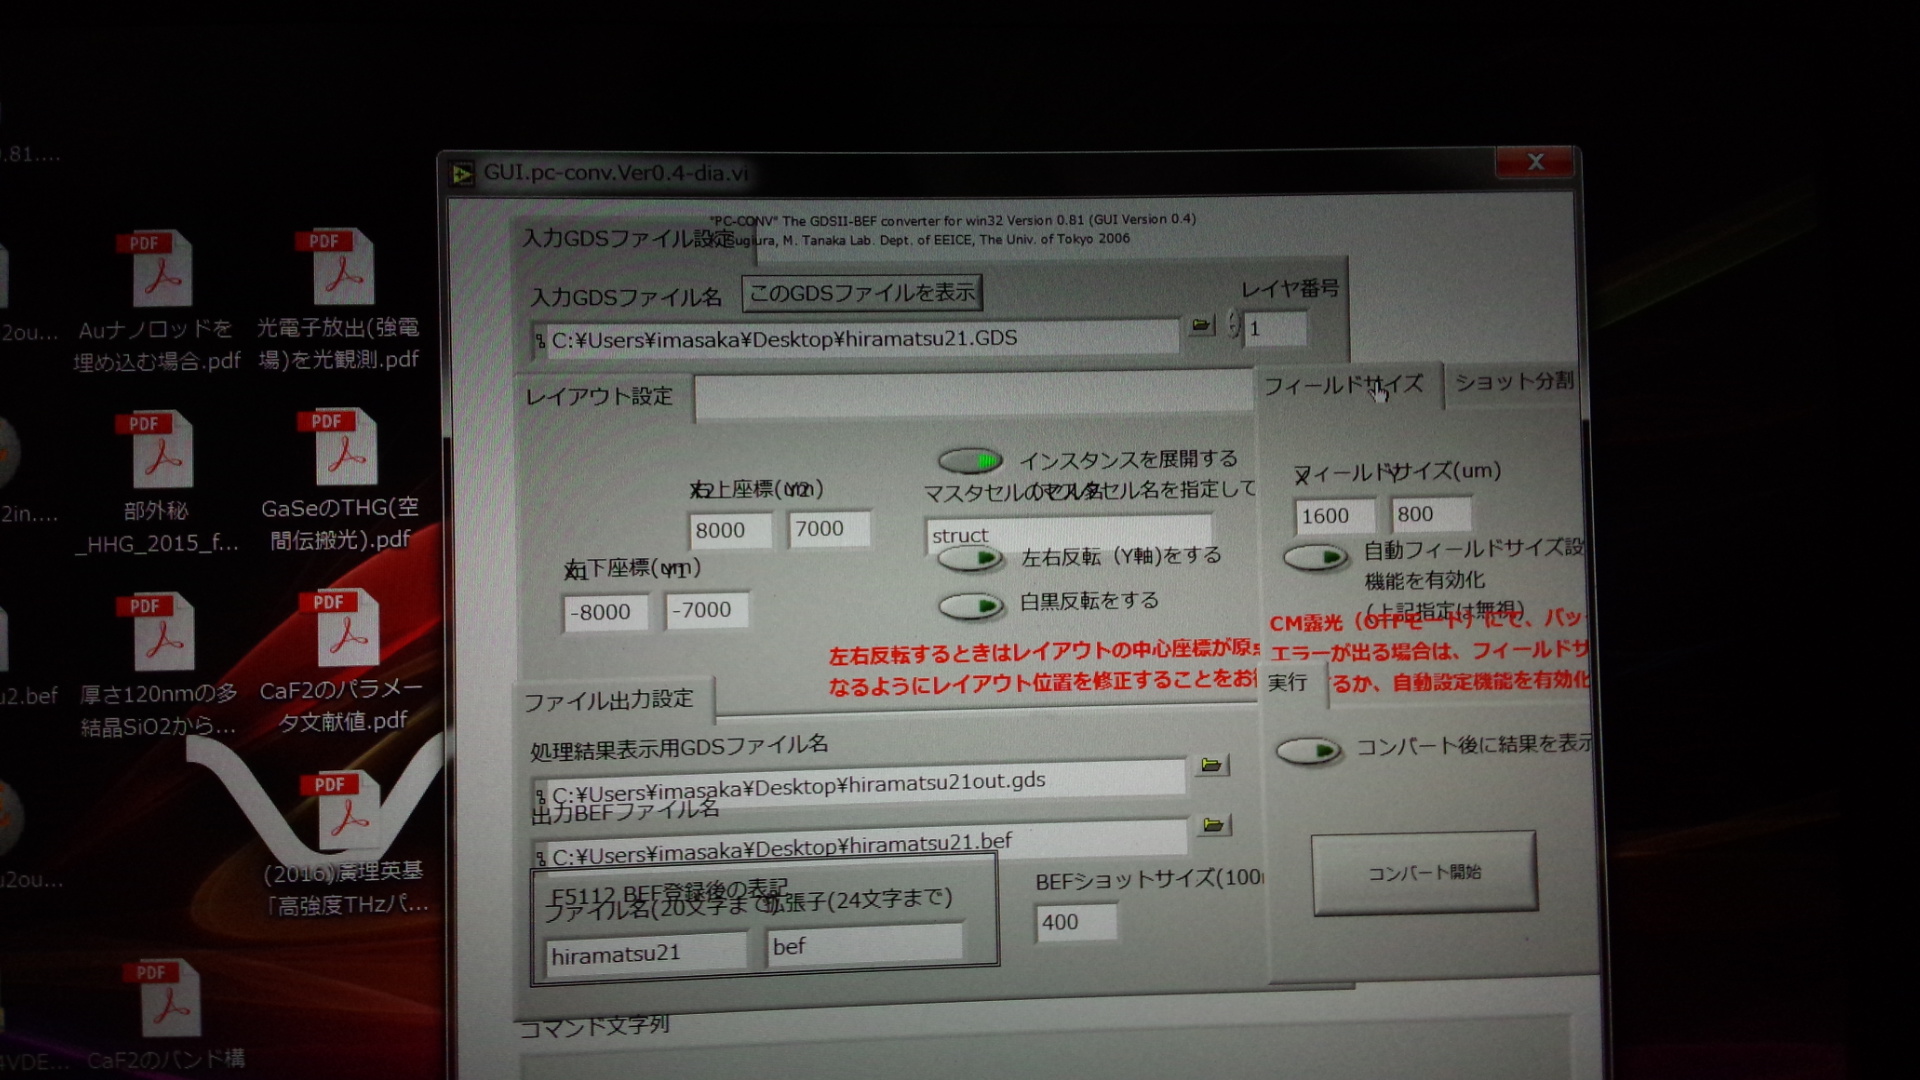 GUI.pc-conv.Ver0.4-dia.vi
X
"PC-CONV" The GDSII-BEF converter for win32 Version 0.81 (GUI Version 0.4)
Sugiura, M. Tanaka Lab. Dept. of EEICE, The Univ. of Tokyo 2006
入力GDSファイル設定
入力GDSファイル名
このGDSファイルを表示
レイヤ番号
C:¥Users¥imasaka¥Desktop¥hiramatsu21.GDS
1
レイアウト設定
フィールドサイズ
ショット分割
インスタンスを展開する
右上座標(um)
X2
Y2
マスタセルのセル名
セル名を指定して
フィールドサイズ(um)
X
Y
8000
7000
struct
1600
800
左下座標(um)
X1
Y1
左右反転（Y軸)をする
自動フィールドサイズ設
機能を有効化
(上記指定は無視)
-8000
-7000
白黒反転をする
CM露光（OTFモード）にて、バッ
エラーが出る場合は、フィールドサ
るか、自動設定機能を有効化
左右反転するときはレイアウトの中心座標が原
なるようにレイアウト位置を修正することをお
実行
ファイル出力設定
処理結果表示用GDSファイル名
C:¥Users¥imasaka¥Desktop¥hiramatsu21out.gds
コンバート後に結果を表示
出力BEFファイル名
C:¥Users¥imasaka¥Desktop¥hiramatsu21.bef
コンバート開始
F5112 BEF登録後の表記
ファイル名(20文字まで)
拡張子(24文字まで)
hiramatsu21
bef
BEFショットサイズ(100
400
コマンド文字列
.81....
2ou...
2in....
u2.bef
u2ou...
4VDE...
PDF
Auナノロッドを
埋め込む場合.pdf
PDF
光電子放出(強電
場)を光観測.pdf
PDF
部外秘
_HHG_2015_f...
PDF
GaSeのTHG(空
間伝搬光).pdf
PDF
厚さ120nmの多
結晶SiO2から...
PDF
CaF2のパラメー
タ文献値.pdf
PDF
(2016)廣理英基
「高強度THzパ...
PDF
CaF2のバンド構